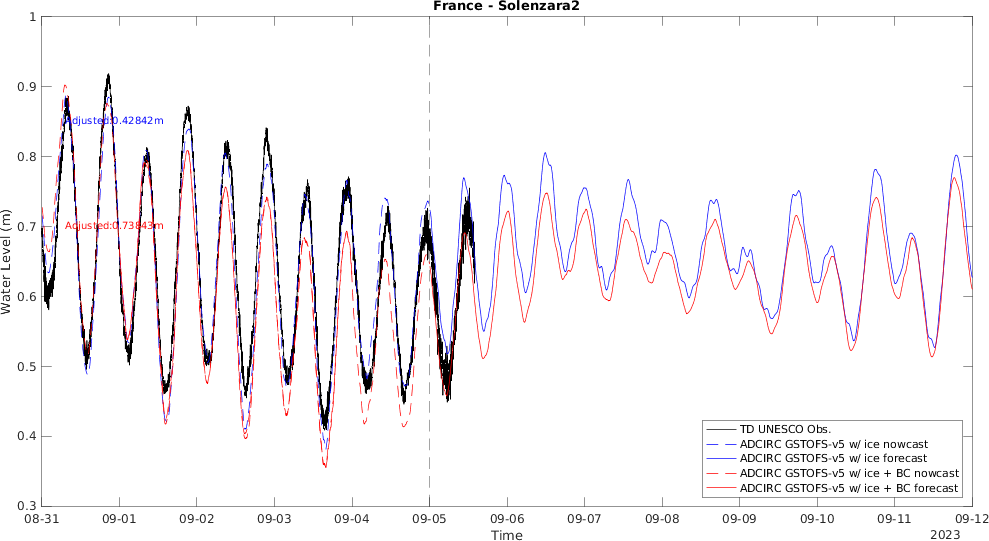 France - Solenzara2
1
0.9
0.8
0.7
0.6
0.5
0.4
0.3
Water Level (m)
Adjusted:0.42842m
Adjusted:0.73843m
TD UNESCO Obs.
ADCIRC GSTOFS-v5 w/ ice nowcast
ADCIRC GSTOFS-v5 w/ ice forecast
ADCIRC GSTOFS-v5 w/ ice + BC nowcast
ADCIRC GSTOFS-v5 w/ ice + BC forecast
08-31 09-01 09-02 09-03 09-04 09-05 09-06 09-07 09-08 09-09 09-10 09-11 09-12
Time
2023